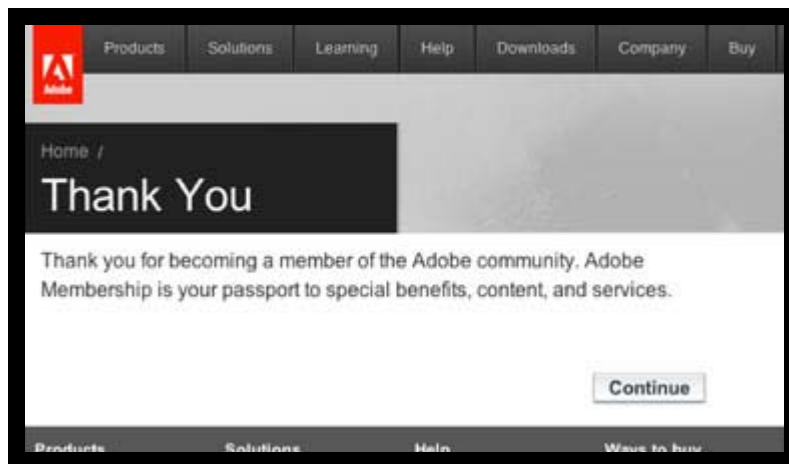 Products Solutions Learning Help Downloads Company Buy
Adobe
Home /
Thank You
Thank you for becoming a member of the Adobe community. Adobe
Membership is your passport to special benefits, content, and services.
Continue
Products Solutions Help Ways to buy